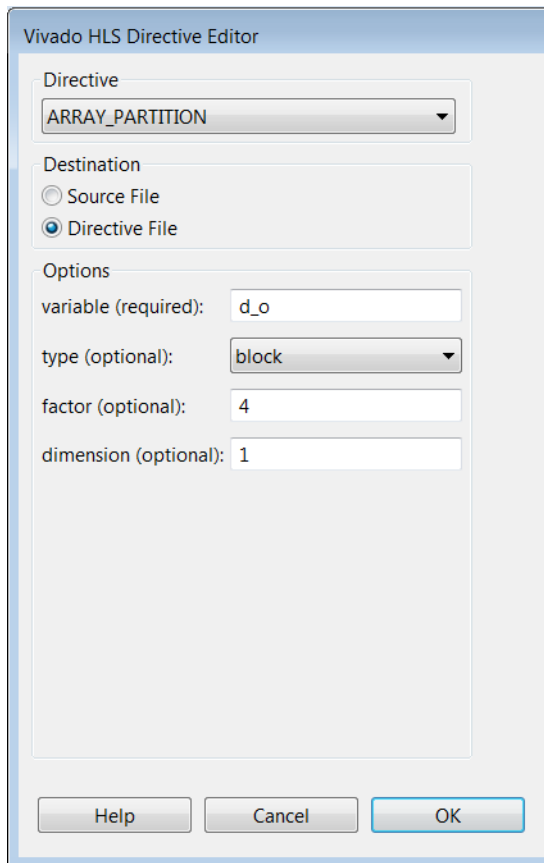 Vivado HLS Directive Editor
Directive
ARRAY_PARTITION
Destination
Source File
Directive File
Options
variable (required): d_o
type (optional): block
factor (optional): 4
dimension (optional): 1
Help Cancel OK